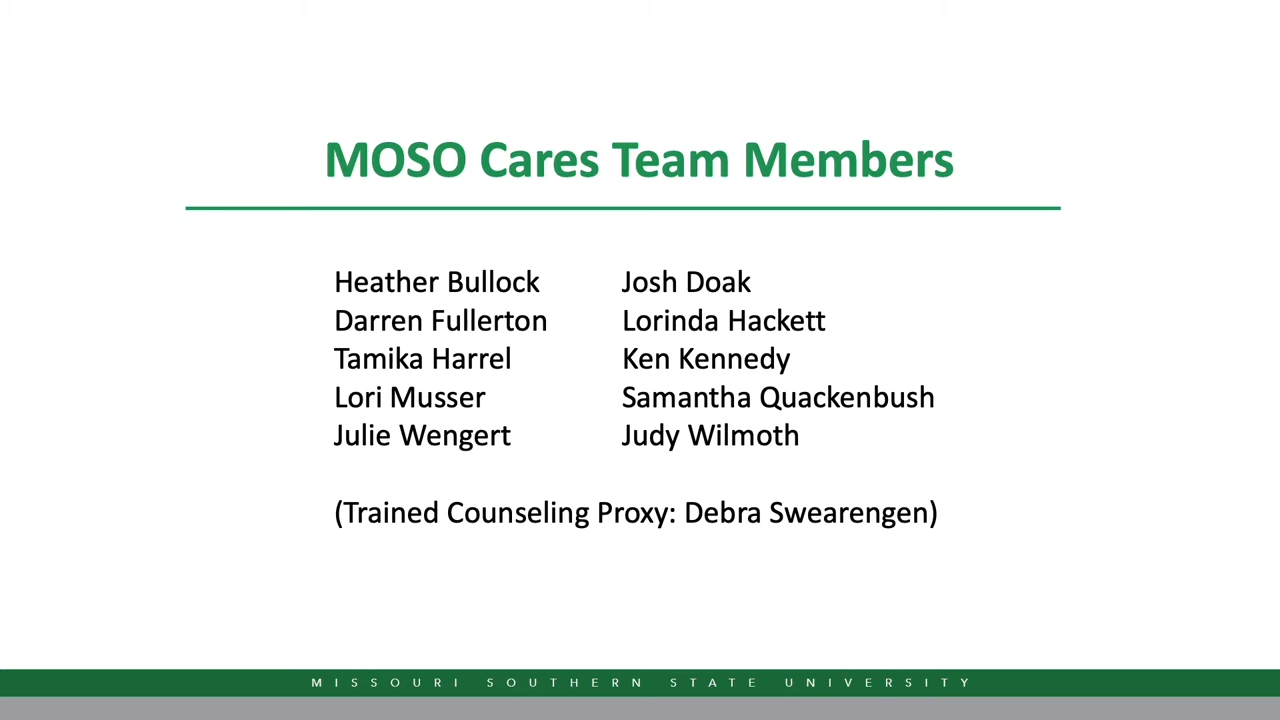 MOSO Cares Team Members
Heather Bullock Josh Doak
Darren Fullerton Lorinda Hackett
Tamika Harrel Ken Kennedy
Lori Musser Samantha Quackenbush
Julie Wengert Judy Wilmoth
(Trained Counseling Proxy: Debra Swearengen)
MISSOURI SOUTHERN STATE UNIVERSITY